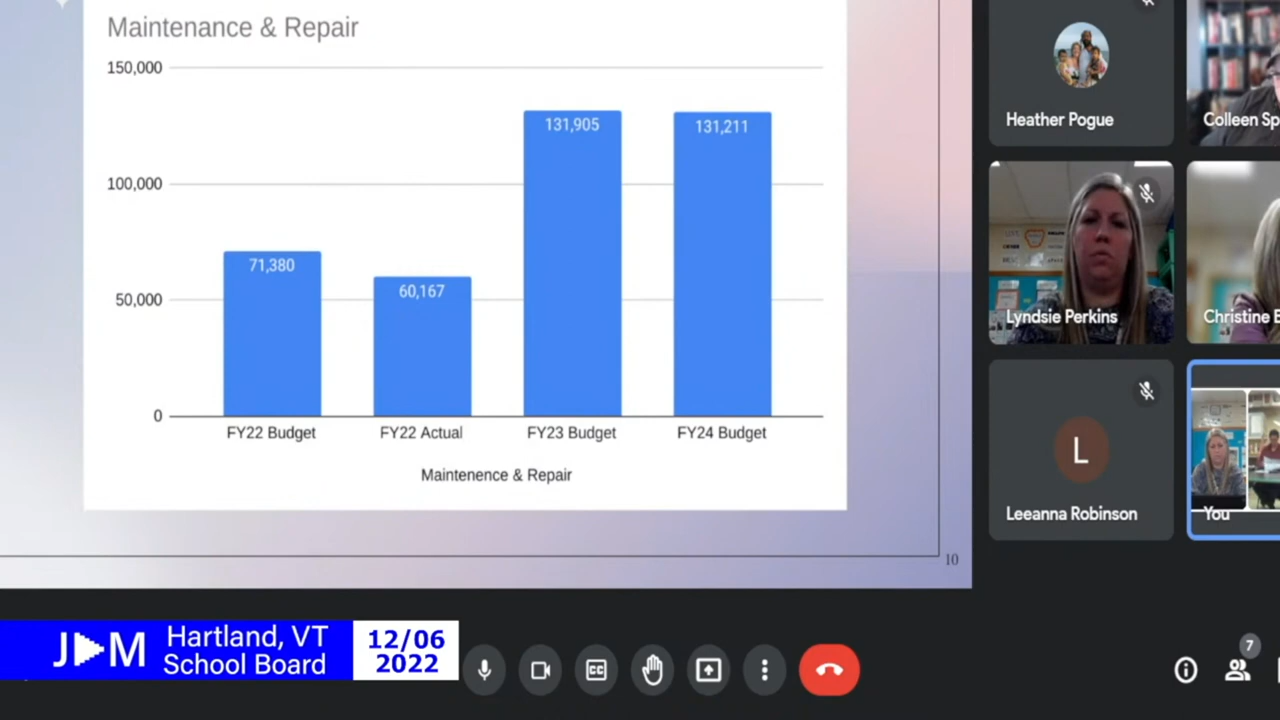 Maintenance & Repair
150,000
100,000
50,000
0
71,380
60,167
131,905
131,211
FY22 Budget
FY22 Actual
FY23 Budget
FY24 Budget
Maintenence & Repair
10
Heather Pogue
Colleen Sp
Lyndsie Perkins
Christine E
L
Leeanna Robinson
You
J M
Hartland, VT
School Board
12/06
2022
CC
7